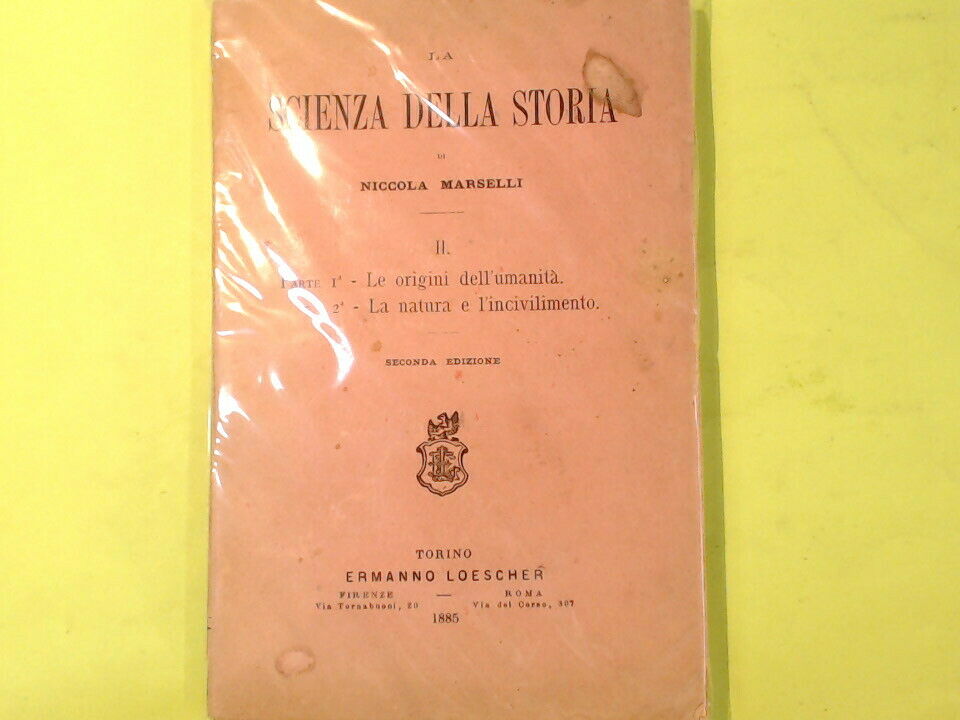 LA
SCIENZA DELLA STORIA
DI
NICCOLA MARSELLI
II.
PARTE 1ª - Le origini dell'umanità.
2ª - La natura e l'incivilimento.
SECONDA EDIZIONE
TORINO
ERMANNO LOESCHER
FIRENZE — ROMA
Via Tornabuoni, 20 Via del Corso, 307
1885